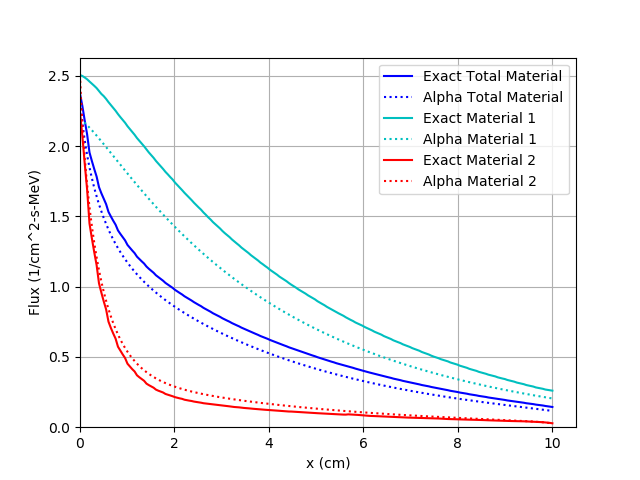 2.5
2.0
1.5
1.0
0.5
0.0
Flux (1/cm^2-s-MeV)
Exact Total Material
Alpha Total Material
Exact Material 1
Alpha Material 1
Exact Material 2
Alpha Material 2
0 2 4 6 8 10
x (cm)